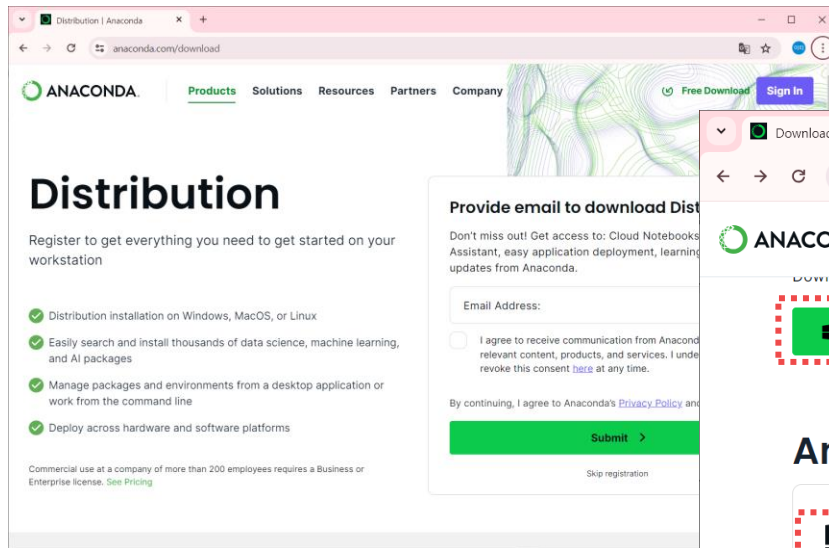 Distribution | Anaconda
anaconda.com/download
ANACONDA.
Products Solutions Resources Partners Company
Free Download
Sign In
Distribution
Register to get everything you need to get started on your
workstation
Distribution installation on Windows, MacOS, or Linux
Easily search and install thousands of data science, machine learning,
and AI packages
Manage packages and environments from a desktop application or
work from the command line
Deploy across hardware and software platforms
Commercial use at a company of more than 200 employees requires a Business or
Enterprise license. See Pricing
Provide email to download Dist
Don't miss out! Get access to: Cloud Notebooks
Assistant, easy application deployment, learning
updates from Anaconda.
Email Address:
I agree to receive communication from Anacond
relevant content, products, and services. I unde
revoke this consent here at any time.
By continuing, I agree to Anaconda's Privacy Policy and
Submit >
Skip registration
Download
ANACO
An